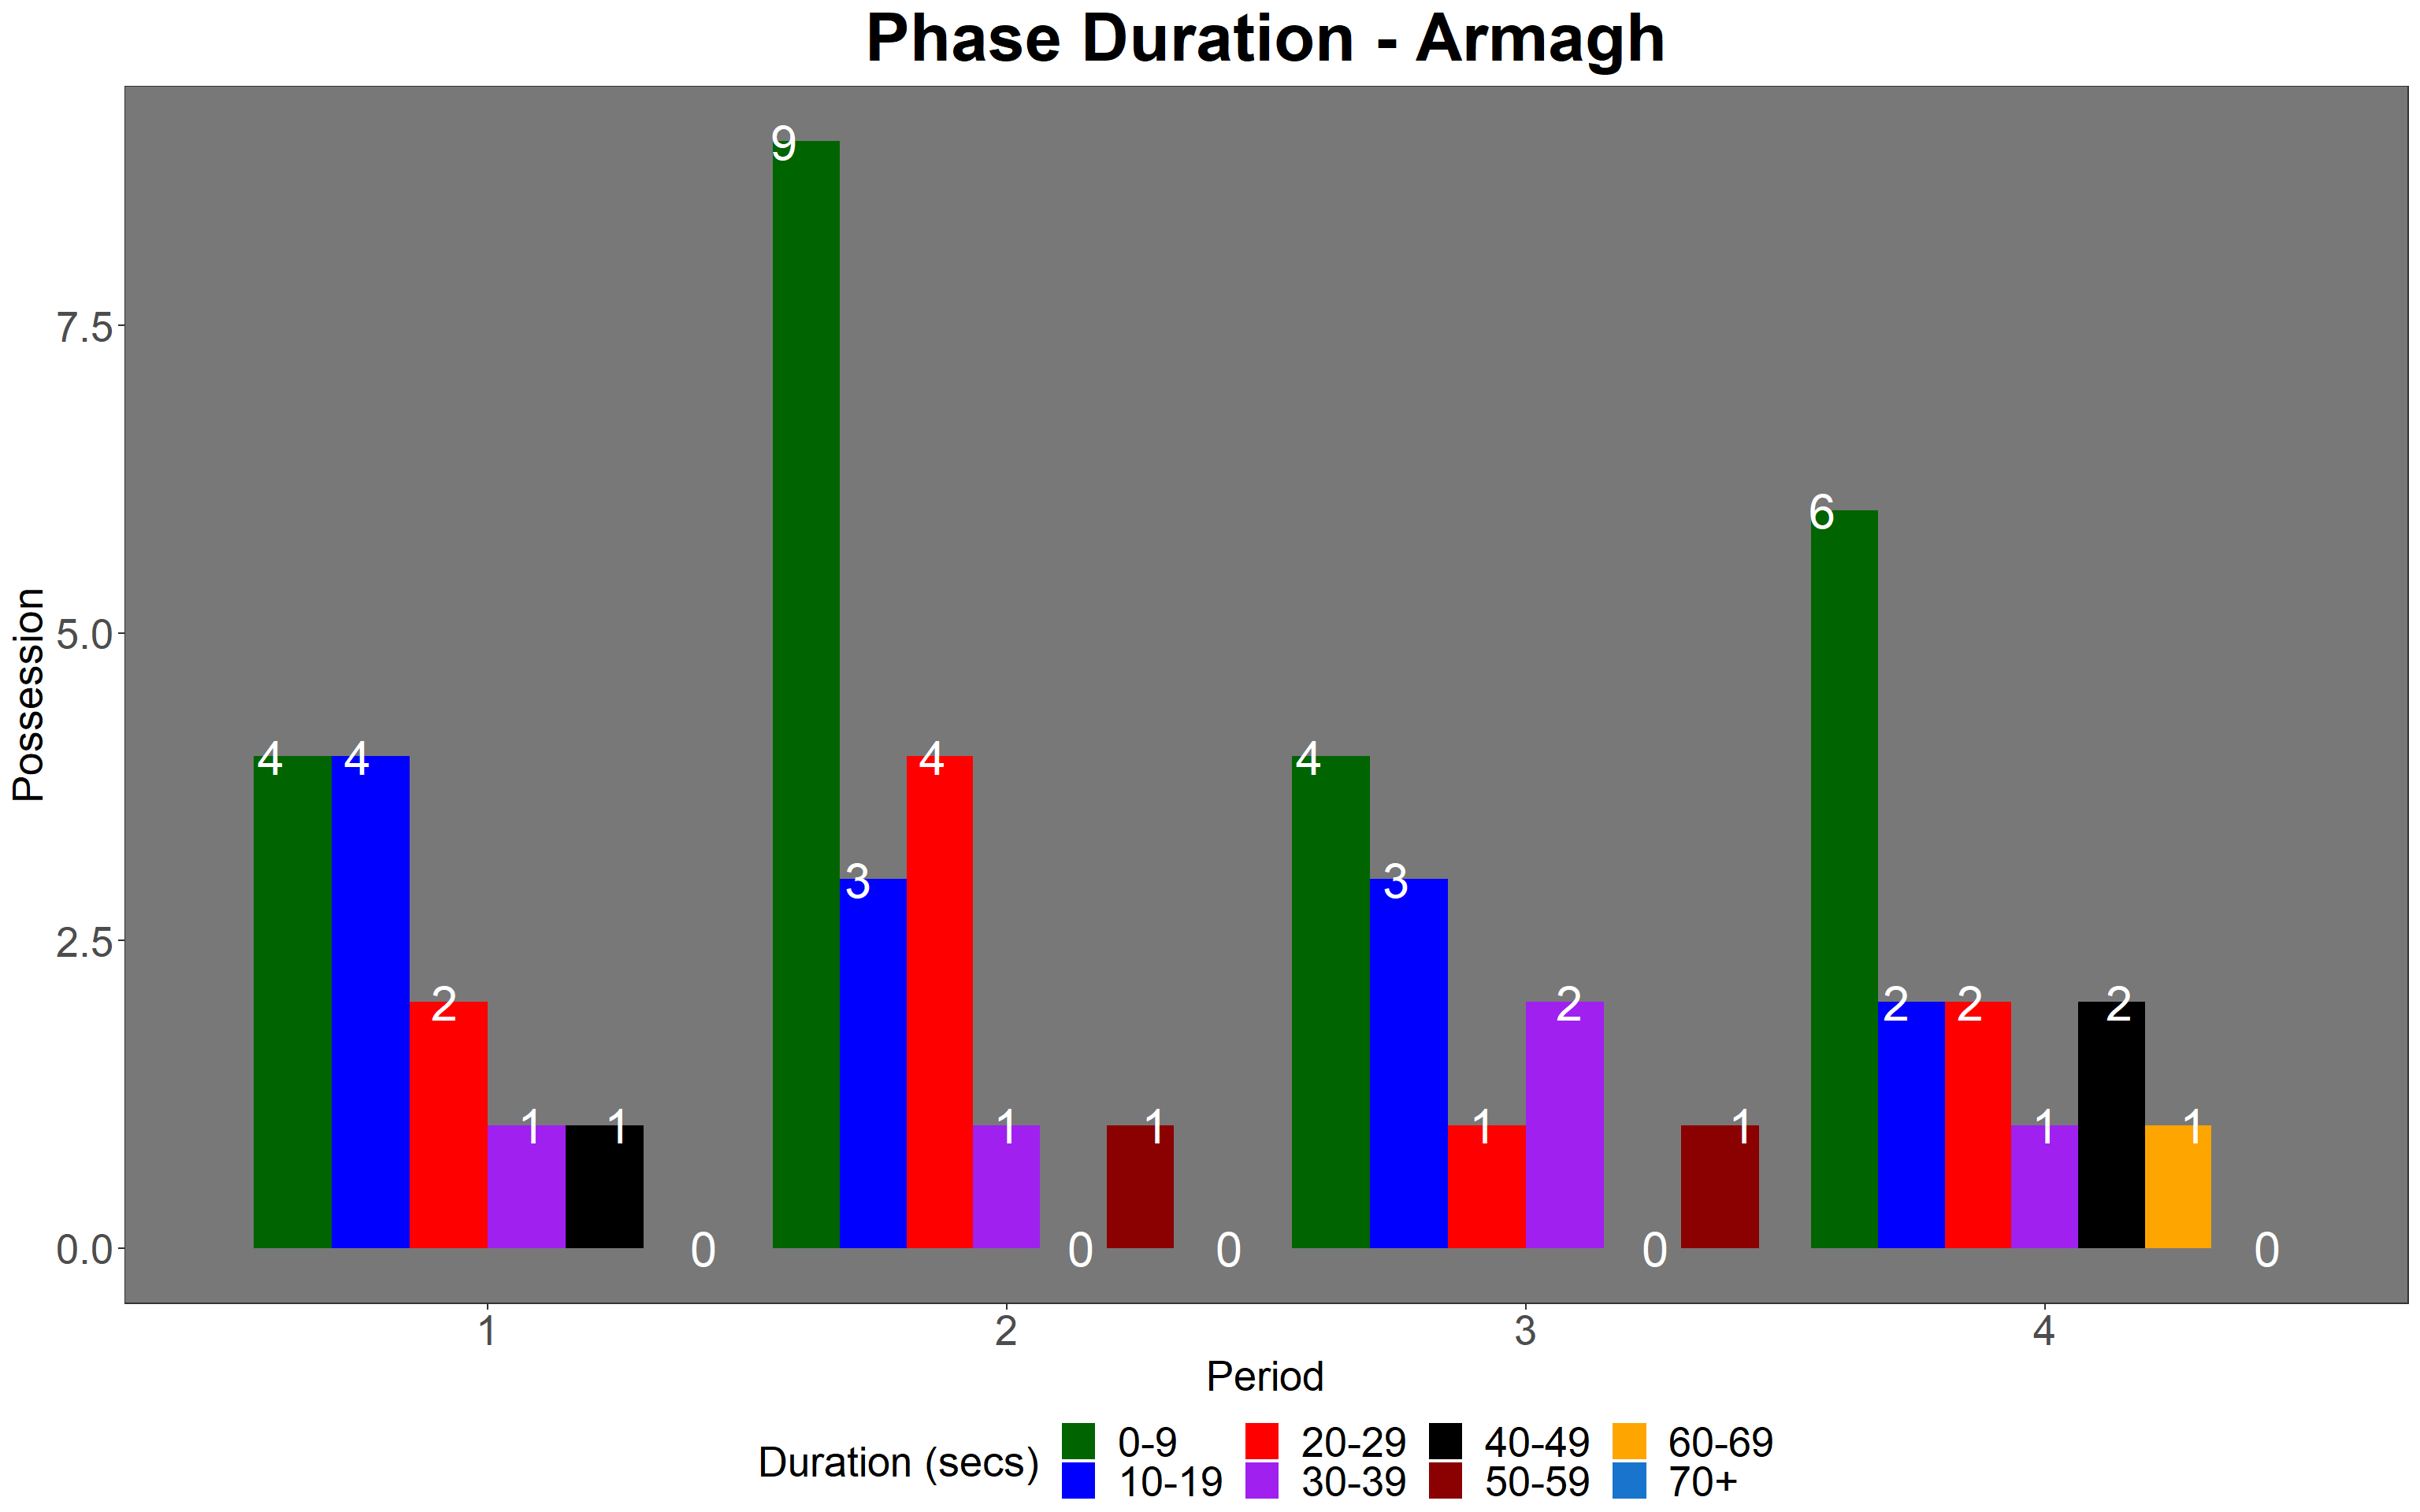 Phase Duration - Armagh
9
7.5
6
5.0
Possession
4 4 4 4
3 3
2.5
2 2 2 2 2
1 1 1 1 1 1 1 1
0.0 0 0 0 0 0
1 2 3 4
Period
Duration (secs)
0-9 20-29 40-49 60-69
10-19 30-39 50-59 70+